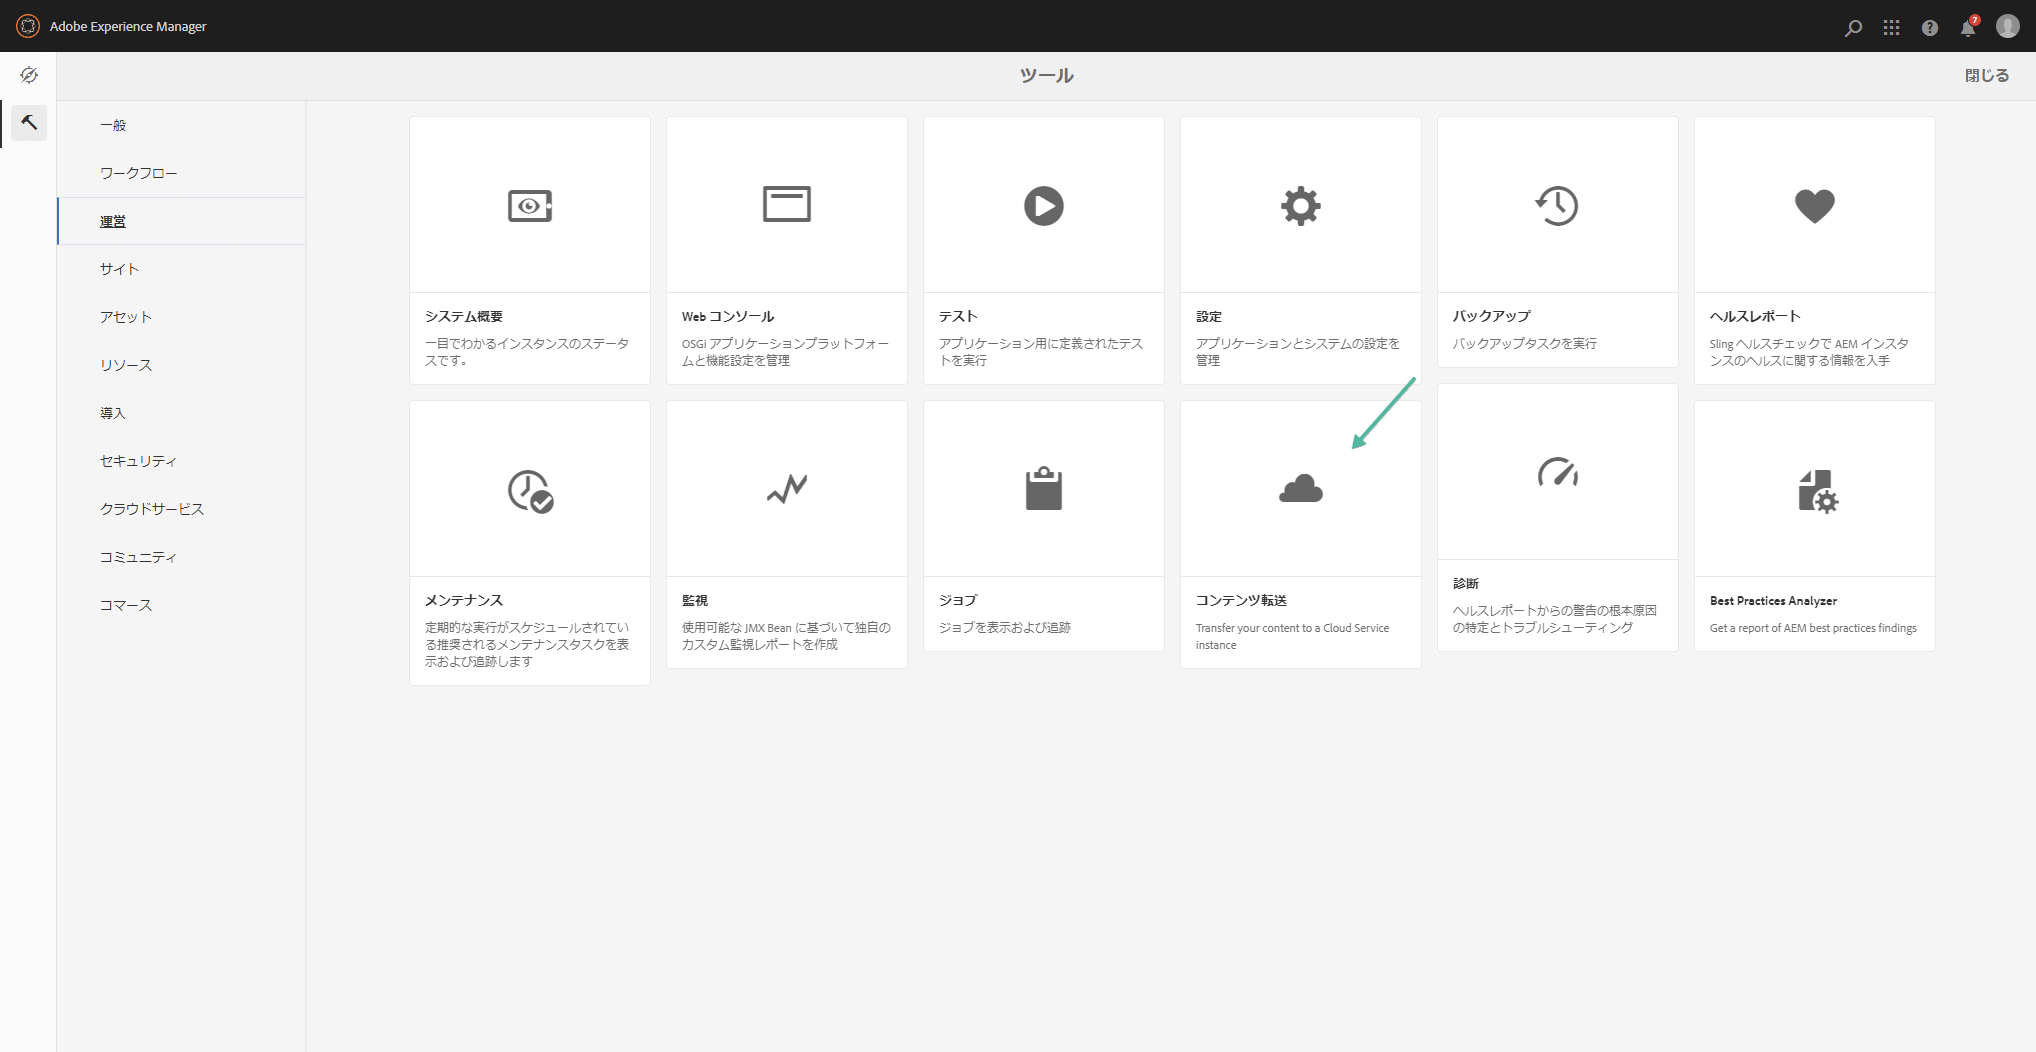 Adobe Experience Manager
7
ツール
閉じる
一般
ワークフロー
運営
サイト
アセット
リソース
導入
セキュリティ
クラウドサービス
コミュニティ
コマース
システム概要
一目でわかるインスタンスのステータ
スです。
Web コンソール
OSGi アプリケーションプラットフォー
ムと機能設定を管理
テスト
アプリケーション用に定義されたテス
トを実行
設定
アプリケーションとシステムの設定を
管理
バックアップ
バックアップタスクを実行
ヘルスレポート
Sling ヘルスチェックで AEM インスタ
ンスのヘルスに関する情報を入手
メンテナンス
定期的な実行がスケジュールされてい
る推奨されるメンテナンスタスクを表
示および追跡します
監視
使用可能な JMX Bean に基づいて独自の
カスタム監視レポートを作成
ジョブ
ジョブを表示および追跡
コンテンツ転送
Transfer your content to a Cloud Service
instance
診断
ヘルスレポートからの警告の根本原因
の特定とトラブルシューティング
Best Practices Analyzer
Get a report of AEM best practices findings